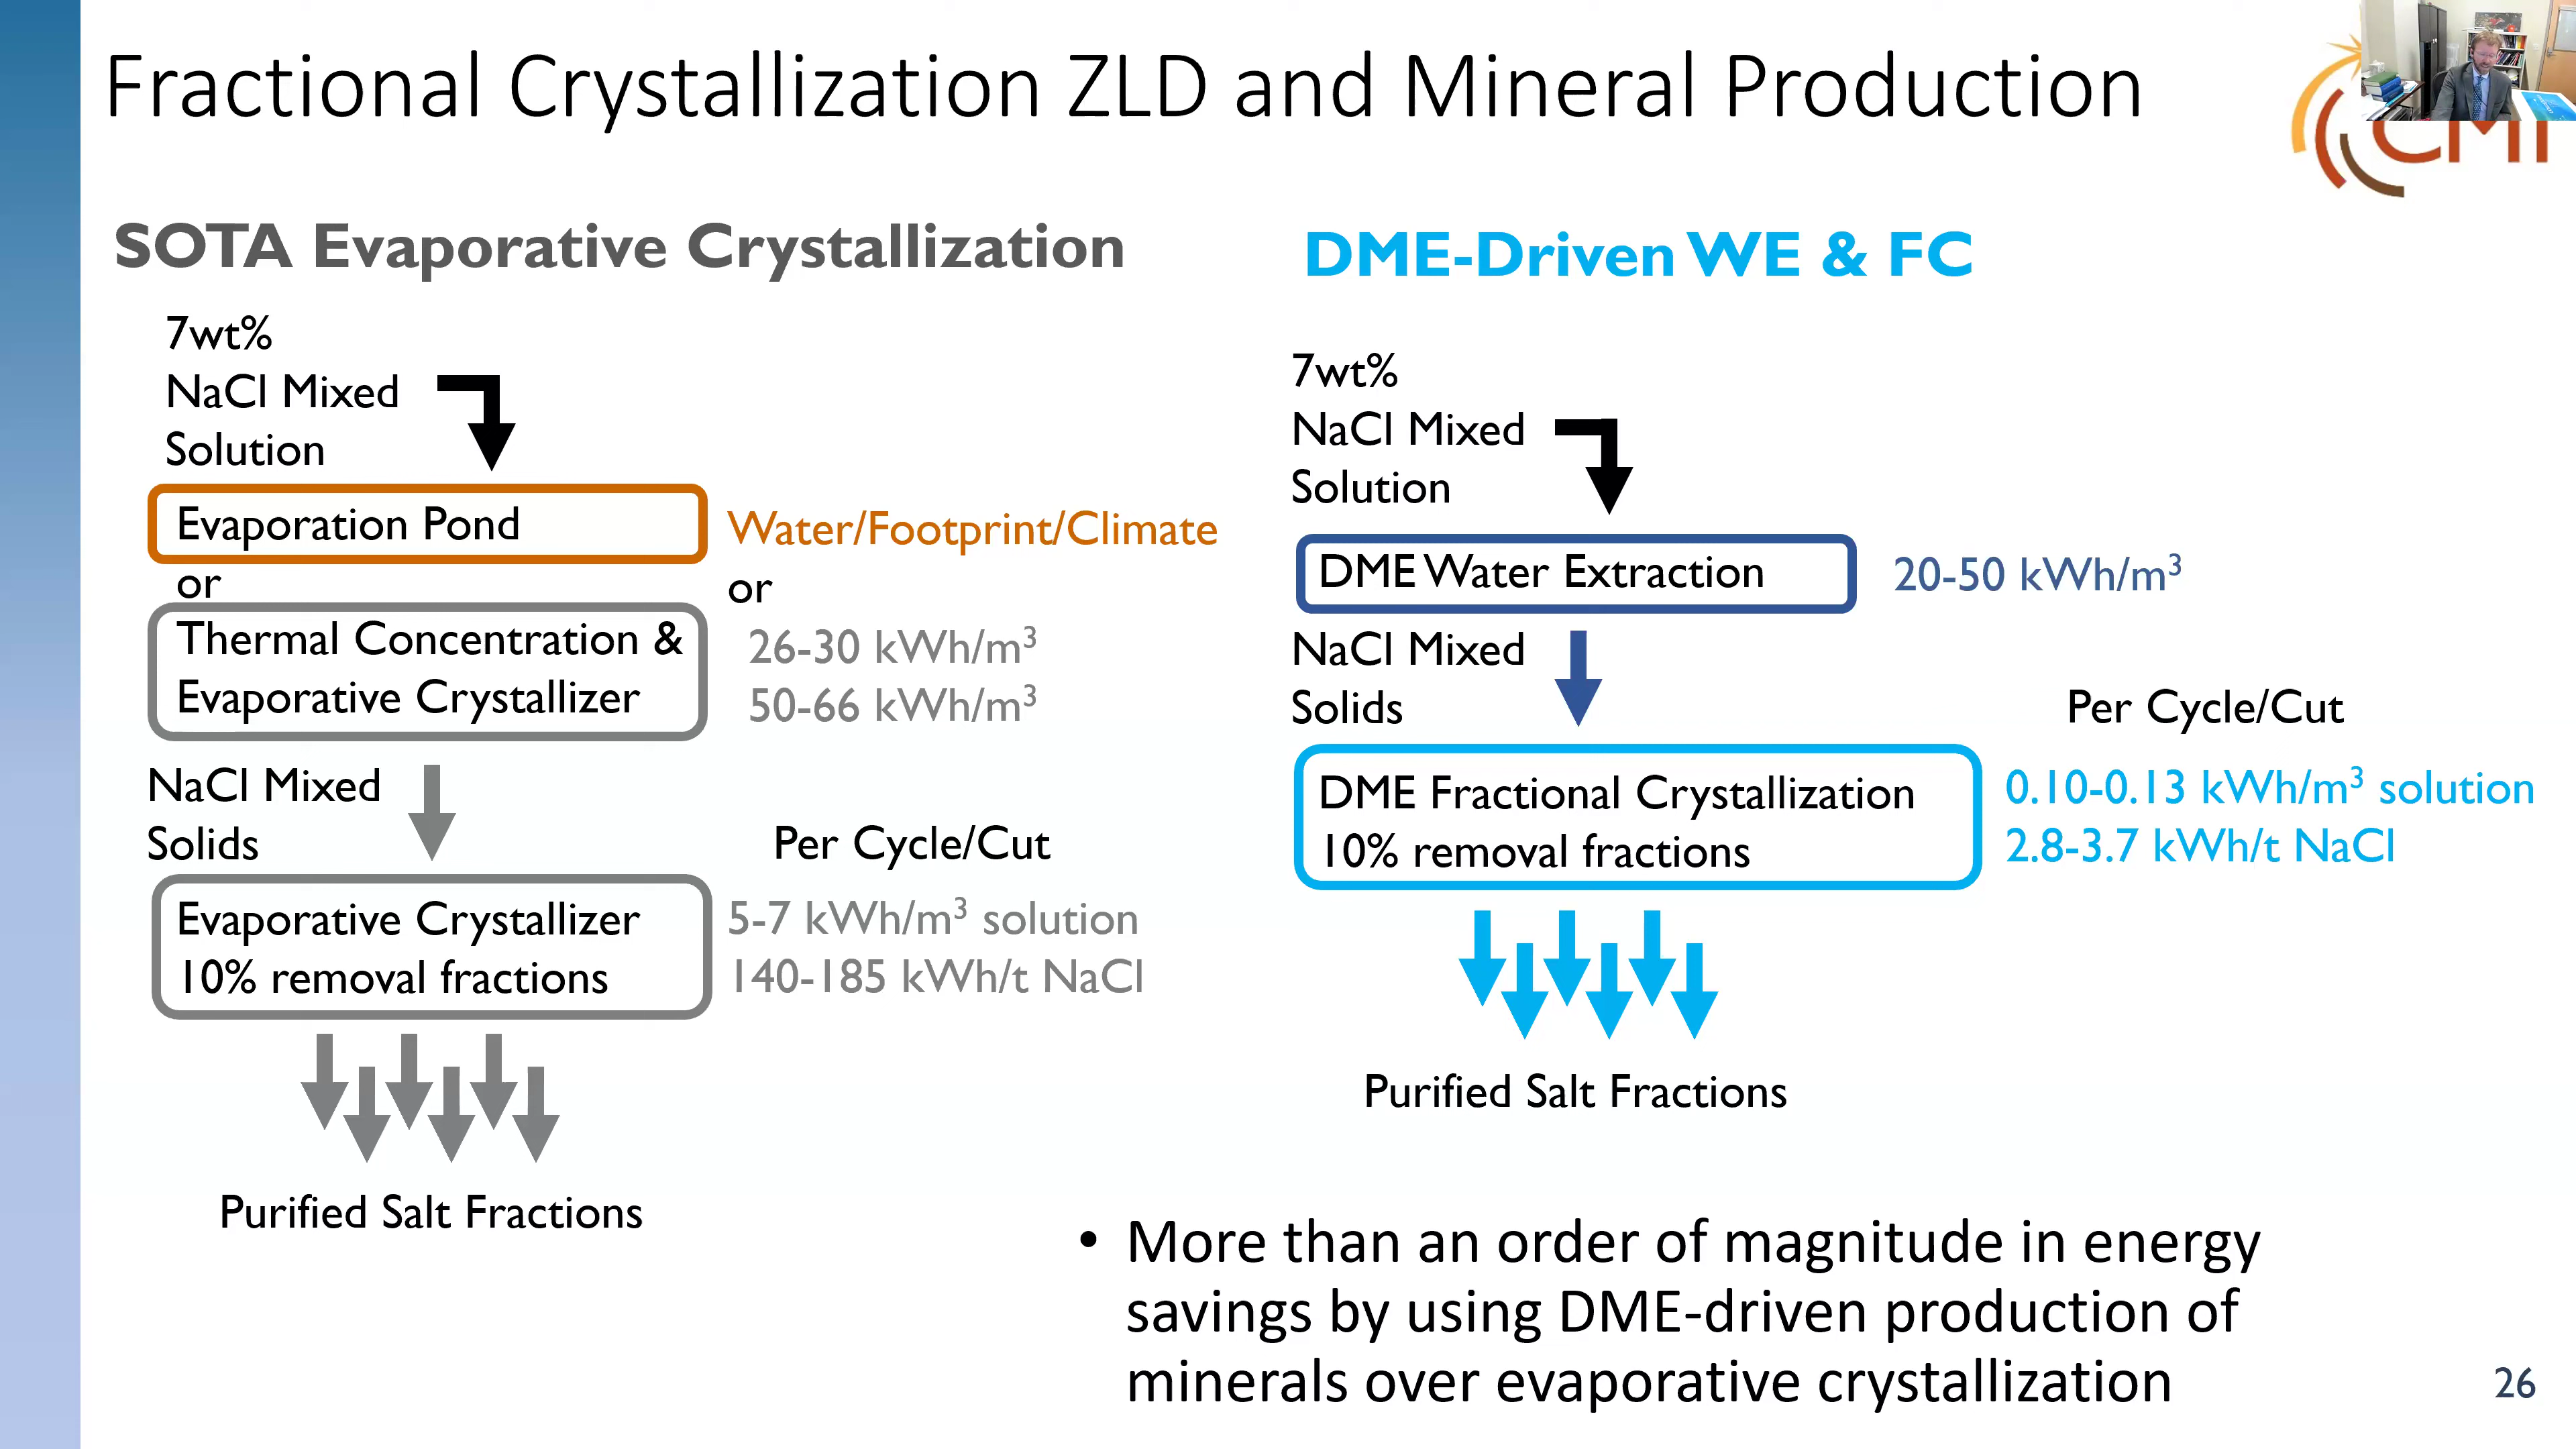 Fractional Crystallization ZLD and Mineral Production
CMI
SOTA Evaporative Crystallization
7wt%
NaCl Mixed
Solution
Evaporation Pond
or
Thermal Concentration &
Evaporative Crystallizer
Water/Footprint/Climate
or
26-30 kWh/m³
50-66 kWh/m³
NaCl Mixed
Solids
Per Cycle/Cut
Evaporative Crystallizer
10% removal fractions
5-7 kWh/m³ solution
140-185 kWh/t NaCl
Purified Salt Fractions
DME-Driven WE & FC
7wt%
NaCl Mixed
Solution
DME Water Extraction
20-50 kWh/m³
NaCl Mixed
Solids
Per Cycle/Cut
DME Fractional Crystallization
10% removal fractions
0.10-0.13 kWh/m³ solution
2.8-3.7 kWh/t NaCl
Purified Salt Fractions
• More than an order of magnitude in energy
savings by using DME-driven production of
minerals over evaporative crystallization
26